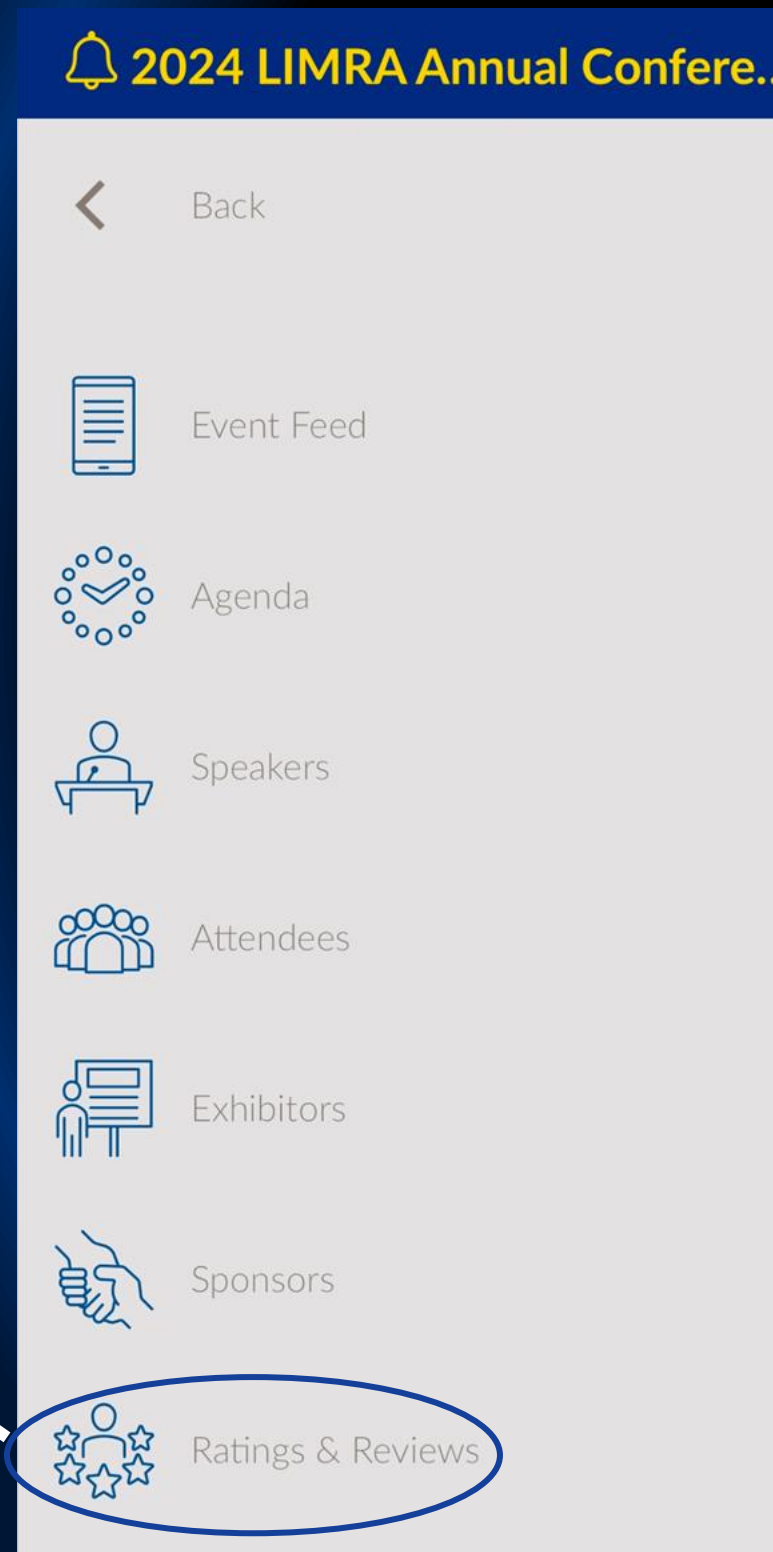 2024 LIMRA Annual Confere...
Back
Event Feed
Agenda
Speakers
Attendees
Exhibitors
Sponsors
Ratings & Reviews